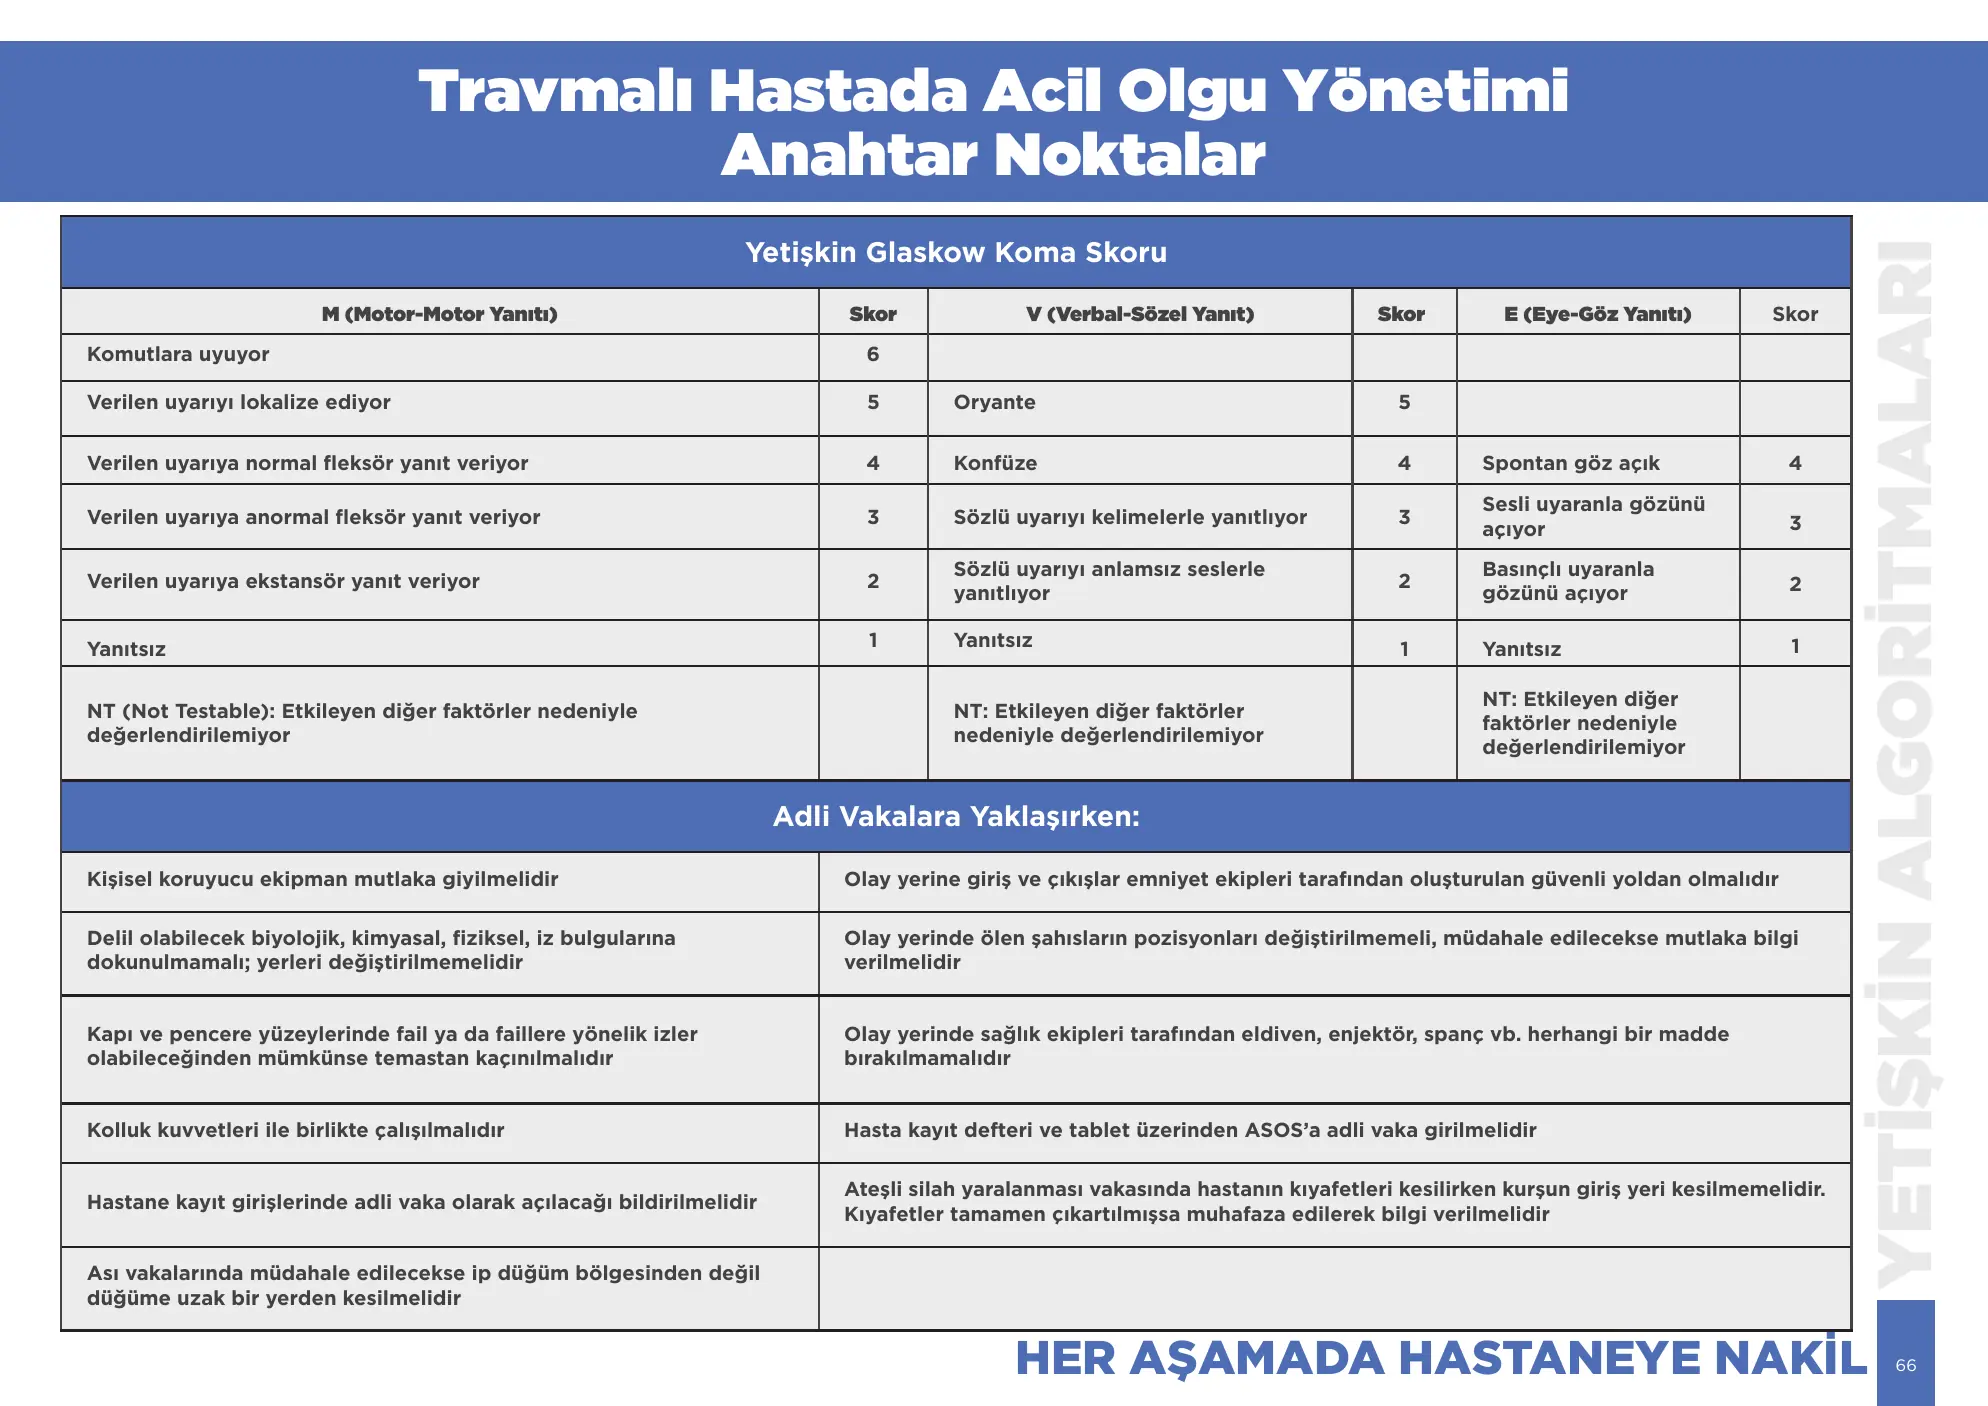 Travmalı Hastada Acil Olgu Yönetimi
Anahtar Noktalar
Yetişkin Glaskow Koma Skoru
M (Motor-Motor Yanıtı) Skor V (Verbal-Sözel Yanıt) Skor E (Eye-Göz Yanıtı) Skor
Komutlara uyuyor 6
Verilen uyarıyı lokalize ediyor 5 Oryante 5
Verilen uyarıya normal fleksör yanıt veriyor 4 Konfüze 4 Spontan göz açık 4
Verilen uyarıya anormal fleksör yanıt veriyor 3 Sözlü uyarıyı kelimelerle yanıtlıyor 3 Sesli uyaranla gözünü
açıyor 3
Verilen uyarıya ekstansör yanıt veriyor 2 Sözlü uyarıyı anlamsız seslerle
yanıtlıyor 2 Basınçlı uyaranla
gözünü açıyor 2
Yanıtsız 1 Yanıtsız 1 Yanıtsız 1
NT (Not Testable): Etkileyen diğer faktörler nedeniyle
değerlendirilemiyor
NT: Etkileyen diğer faktörler
nedeniyle değerlendirilemiyor
NT: Etkileyen diğer
faktörler nedeniyle
değerlendirilemiyor
Adli Vakalara Yaklaşırken:
Kişisel koruyucu ekipman mutlaka giyilmelidir
Olay yerine giriş ve çıkışlar emniyet ekipleri tarafından oluşturulan güvenli yoldan olmalıdır
Delil olabilecek biyolojik, kimyasal, fiziksel, iz bulgularına
dokunulmamalı; yerleri değiştirilmemelidir
Olay yerinde ölen şahısların pozisyonları değiştirilmemeli, müdahale edilecekse mutlaka bilgi
verilmelidir
Kapı ve pencere yüzeylerinde fail ya da faillere yönelik izler
olabileceğinden mümkünse temastan kaçınılmalıdır
Olay yerinde sağlık ekipleri tarafından eldiven, enjektör, spanç vb. herhangi bir madde
bırakılmamalıdır
Kolluk kuvvetleri ile birlikte çalışılmalıdır
Hasta kayıt defteri ve tablet üzerinden ASOS’a adli vaka girilmelidir
Hastane kayıt girişlerinde adli vaka olarak açılacağı bildirilmelidir
Ateşli silah yaralanması vakasında hastanın kıyafetleri kesilirken kurşun giriş yeri kesilmemelidir.
Kıyafetler tamamen çıkartılmışsa muhafaza edilerek bilgi verilmelidir
Ası vakalarında müdahale edilecekse ip düğüm bölgesinden değil
düğüme uzak bir yerden kesilmelidir
HER AŞAMADA HASTANEYE NAKİL
YETİŞKİN ALGORİTMALARI
66